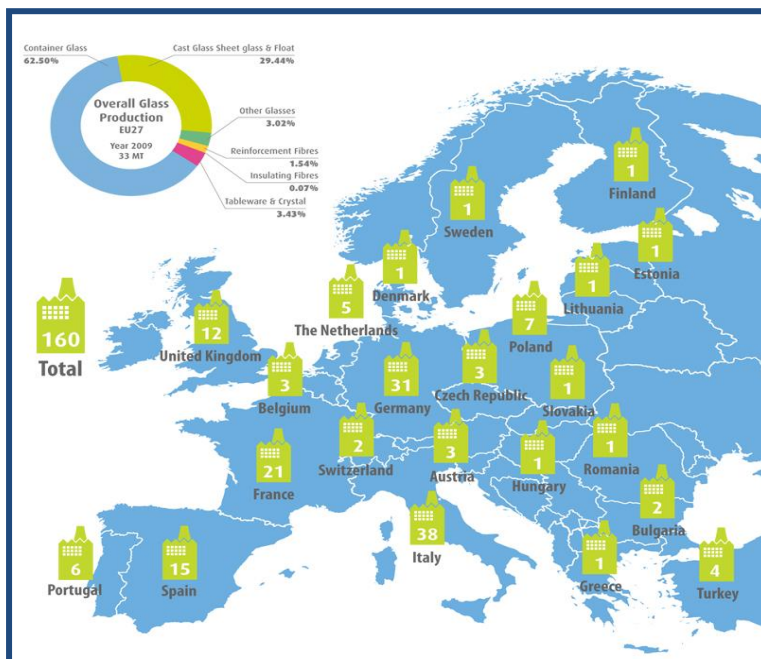 Container Glass
62.50%
Cast Glass Sheet glass & Float
29.44%
Overall Glass
Production
EU27
Year 2009
33 MT
Other Glasses
3.02%
Reinforcement Fibres
1.54%
Insulating Fibres
0.07%
Tableware & Crystal
3.43%
1
Finland
1
Sweden
1
Estonia
1
Denmark
1
Lithuania
5
The Netherlands
7
Poland
160
Total
12
United Kingdom
3
Belgium
31
Germany
3
Czech Republic
1
Slovakia
2
Switzerland
3
Austria
1
Hungary
1
Romania
21
France
2
Bulgaria
38
Italy
6
Portugal
15
Spain
1
Greece
4
Turkey